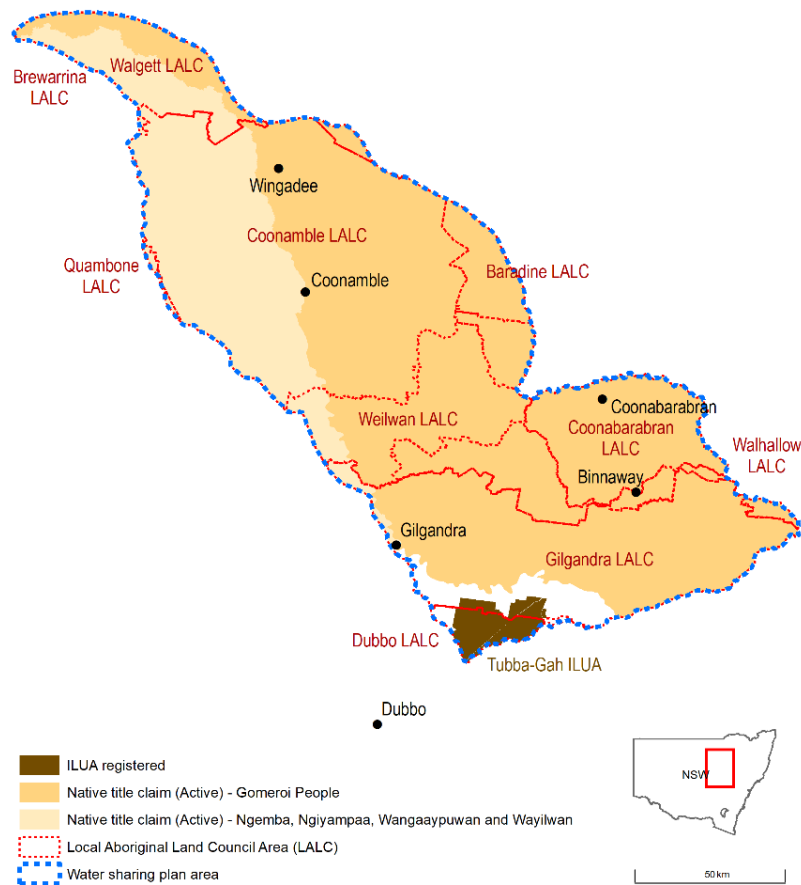 Walgett LALC
Brewarrina
LALC
Wingadee
Coonamble LALC
Quambone
LALC
Baradine LALC
Coonamble
Coonabarabran
Weilwan LALC
Coonabarabran
LALC
Walhallow
LALC
Binnaway
Gilgandra
Gilgandra LALC
Dubbo LALC
Tubba-Gah ILUA
Dubbo
ILUA registered
Native title claim (Active) - Gomeroi People
Native title claim (Active) - Ngemba, Ngiyampaa, Wangaaypuwan and Wayilwan
Local Aboriginal Land Council Area (LALC)
Water sharing plan area
NSW
50 km